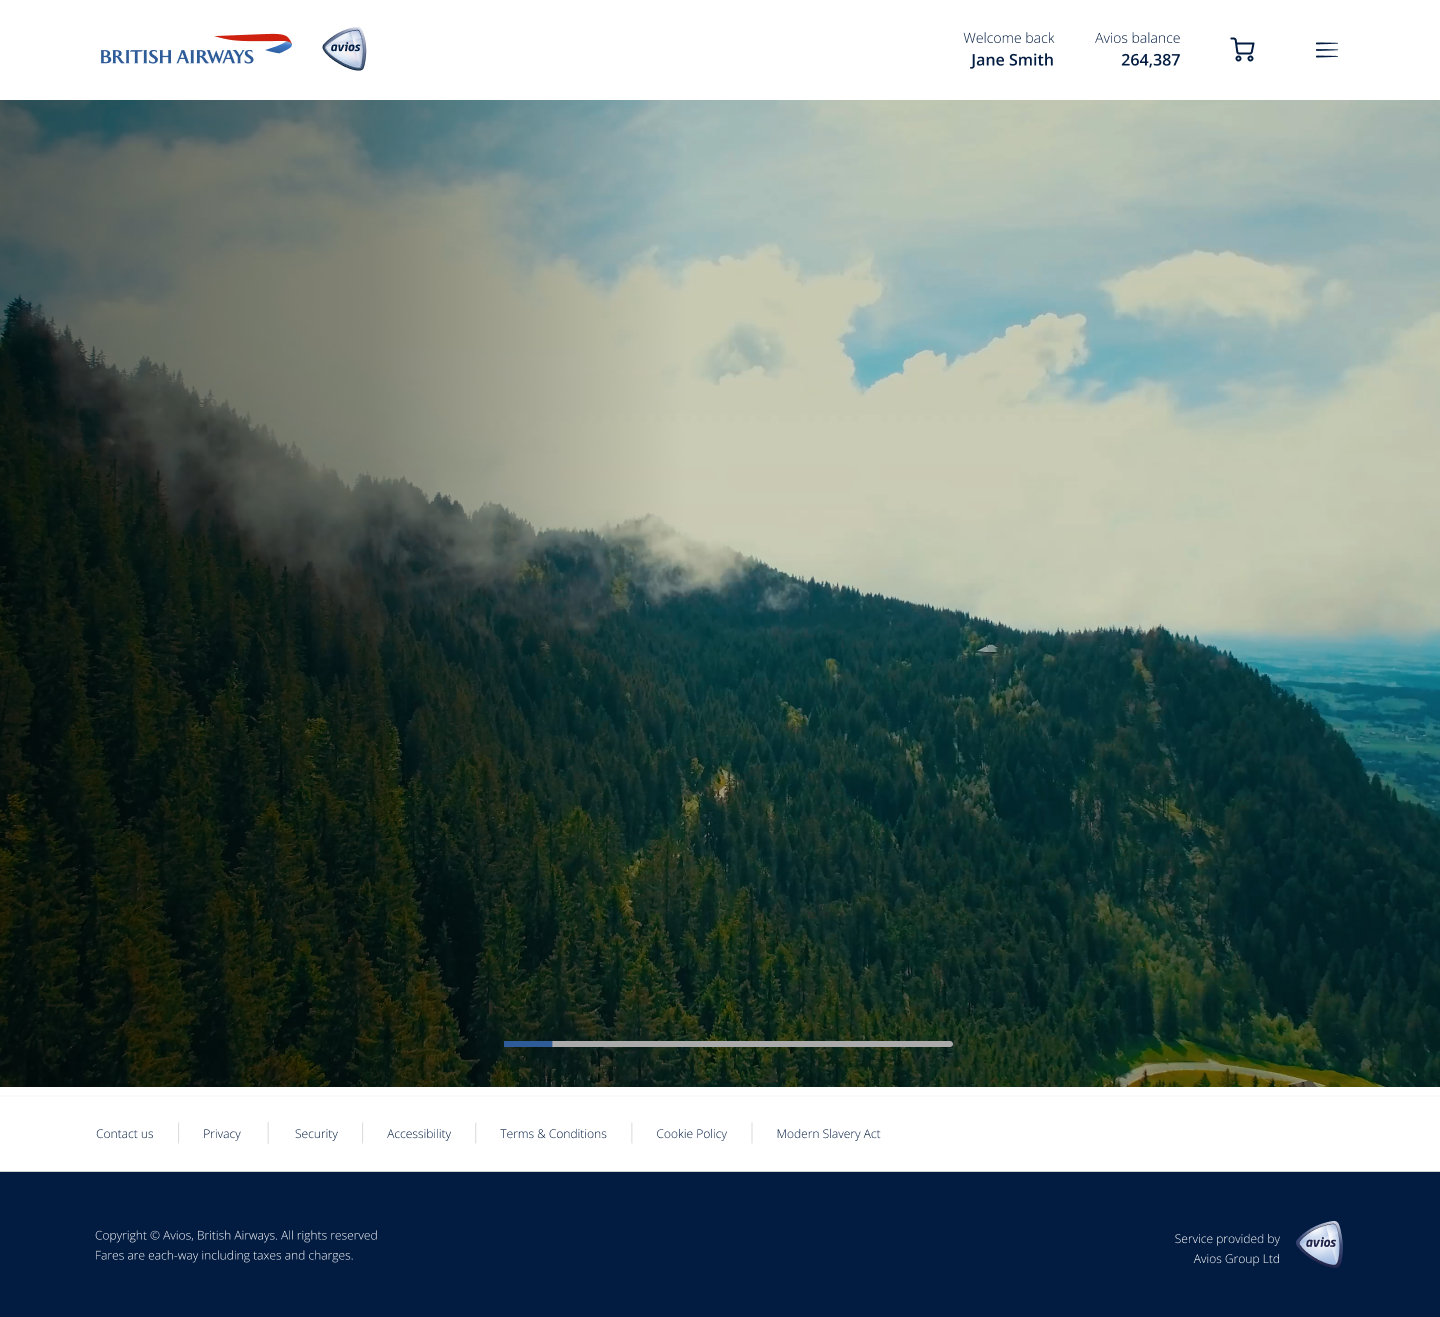 BRITISH AIRWAYS
avios
Welcome back
Jane Smith
Avios balance
264,387
Contact us
Privacy
Security
Accessibility
Terms & Conditions
Cookie Policy
Modern Slavery Act
Copyright © Avios, British Airways. All rights reserved
Fares are each-way including taxes and charges.
Service provided by
Avios Group Ltd
avios